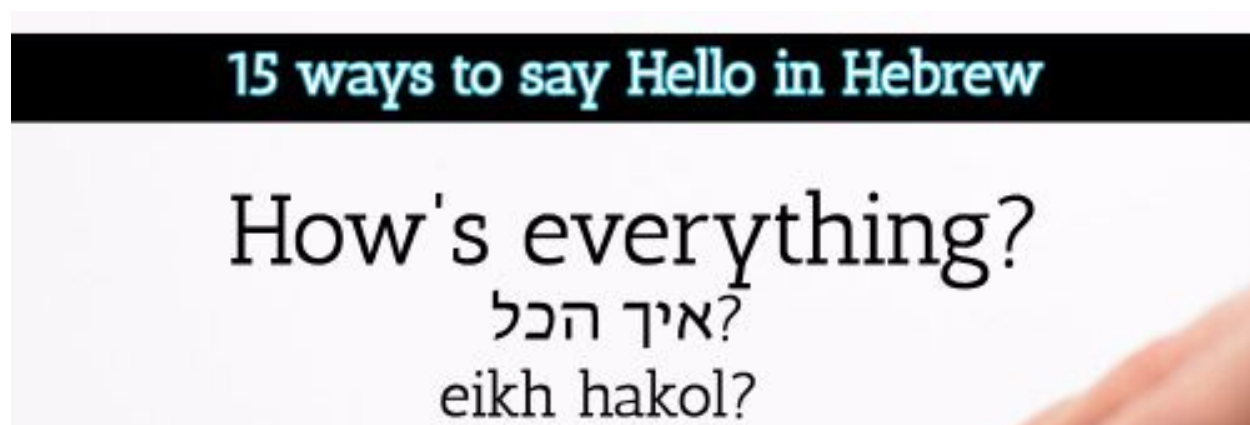 15 ways to say Hello in Hebrew
How's everything?
?איך הכל
eikh hakol?